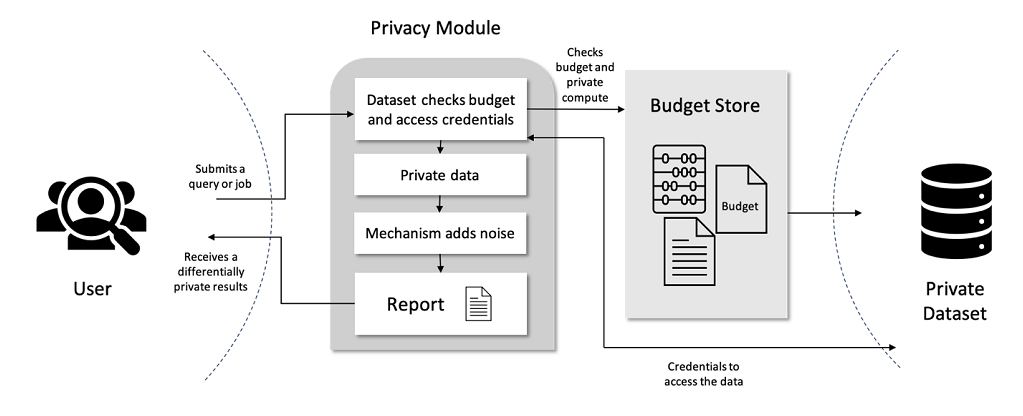 Privacy Module
Checks
budget and
private
compute
Dataset checks budget
and access credentials
Budget Store
Submits a
query or job
Private data
Budget
Mechanism adds noise
Receives a
differentially
private results
User
Report
Private
Dataset
Credentials to
access the data